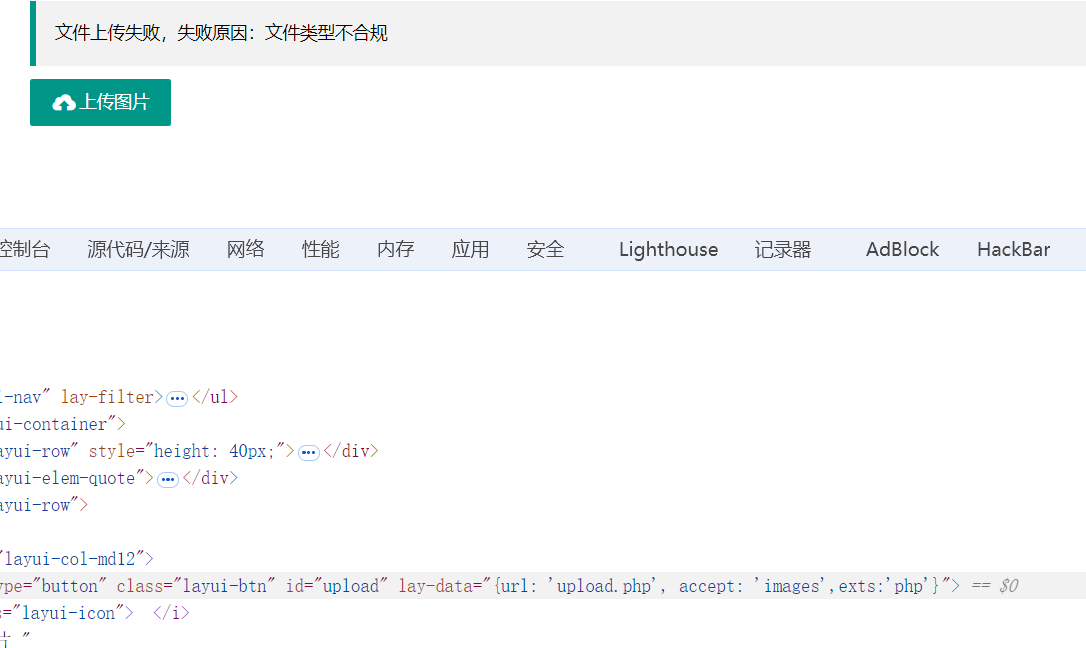 文件上传失败，失败原因：文件类型不合规
上传图片
控制台 源代码/来源 网络 性能 内存 应用 安全 Lighthouse 记录器 AdBlock HackBar
-nav" lay-filter>…</ul>
ui-container">
ayui-row" style="height: 40px;">…</div>
ayui-elem-quote">…</div>
ayui-row">
"layui-col-md12">
ype="button" class="layui-btn" id="upload" lay-data="{url: 'upload.php', accept: 'images',exts:'php'}"> == $0
s="layui-icon"> </i>
片 "